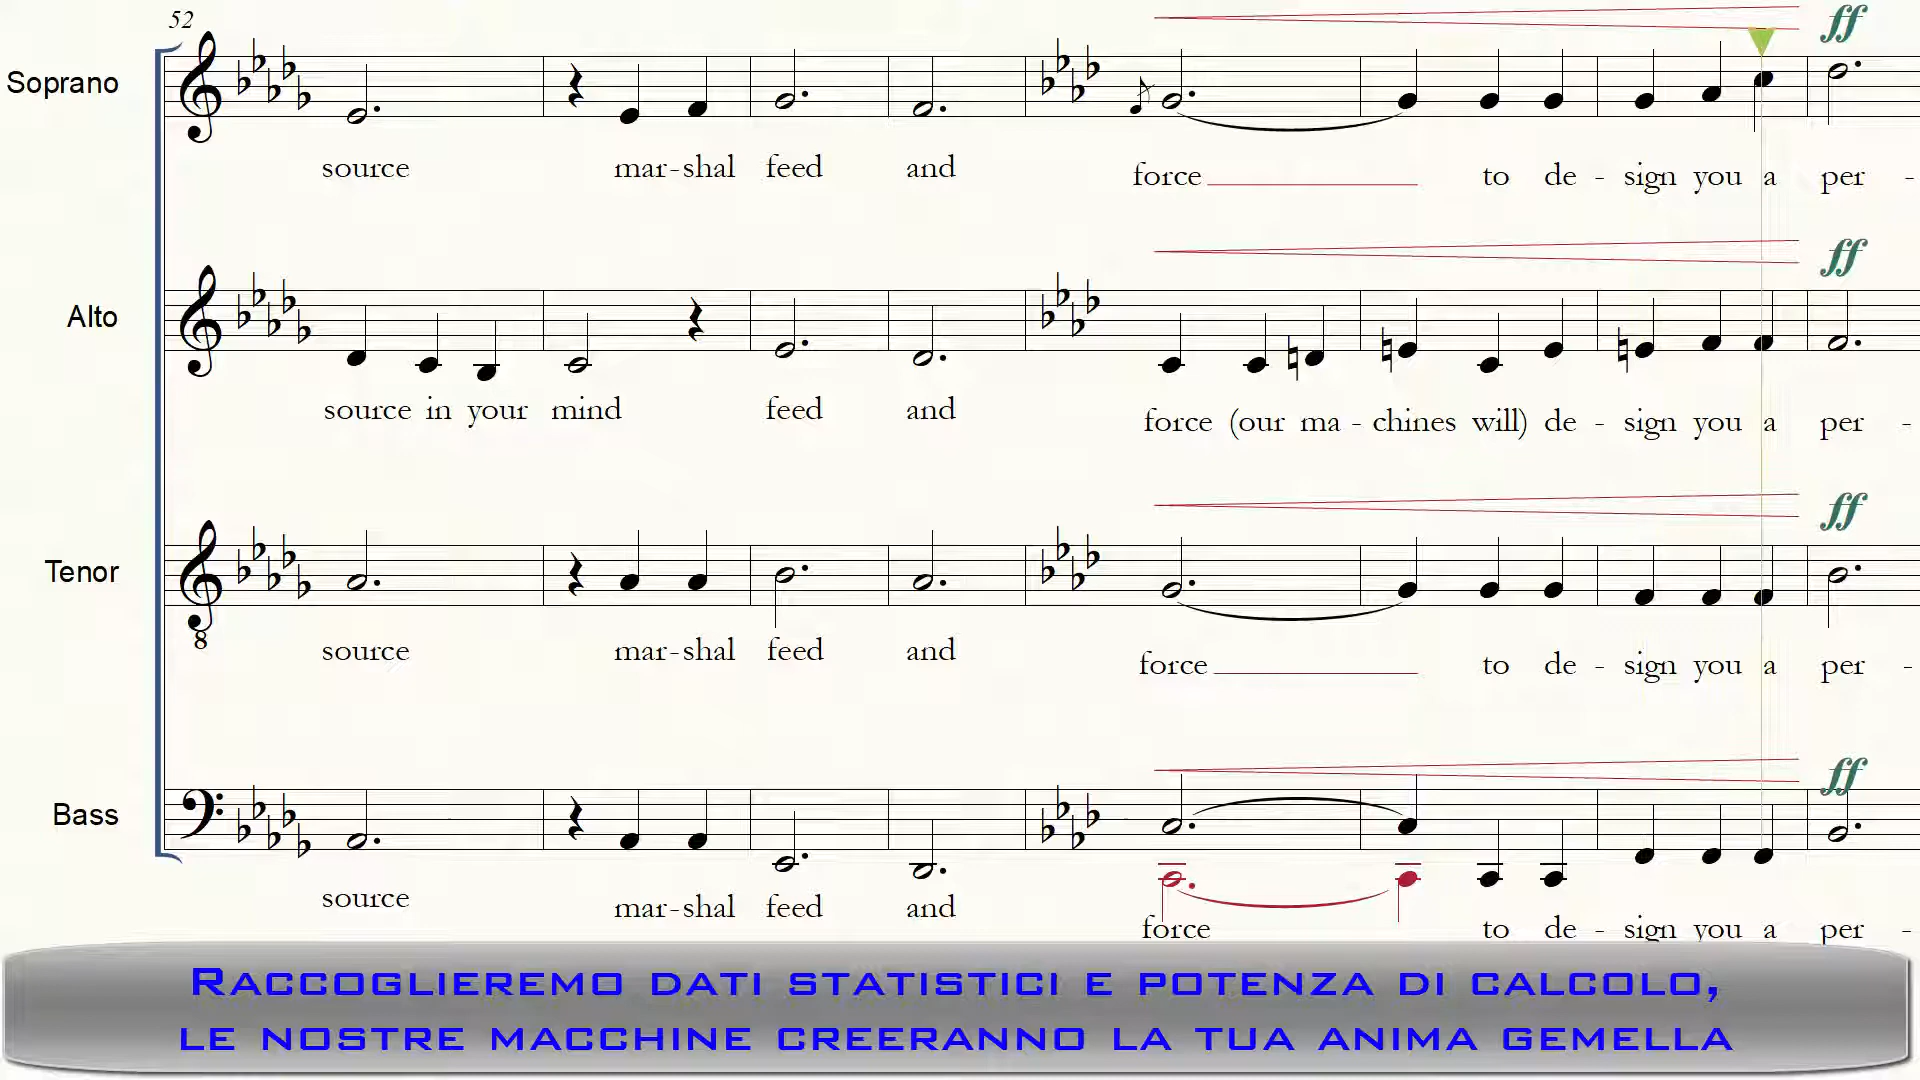 52
ff
Soprano
source mar-shal feed and force to de - sign you a per -
ff
Alto
source in your mind feed and force (our ma - chines will) de - sign you a per -
ff
Tenor
8
source mar-shal feed and force to de - sign you a per -
ff
Bass
source mar-shal feed and force to de - sign you a per -
RACCOGLIEREMO DATI STATISTICI E POTENZA DI CALCOLO,
LE NOSTRE MACCHINE CREERANNO LA TUA ANIMA GEMELLA